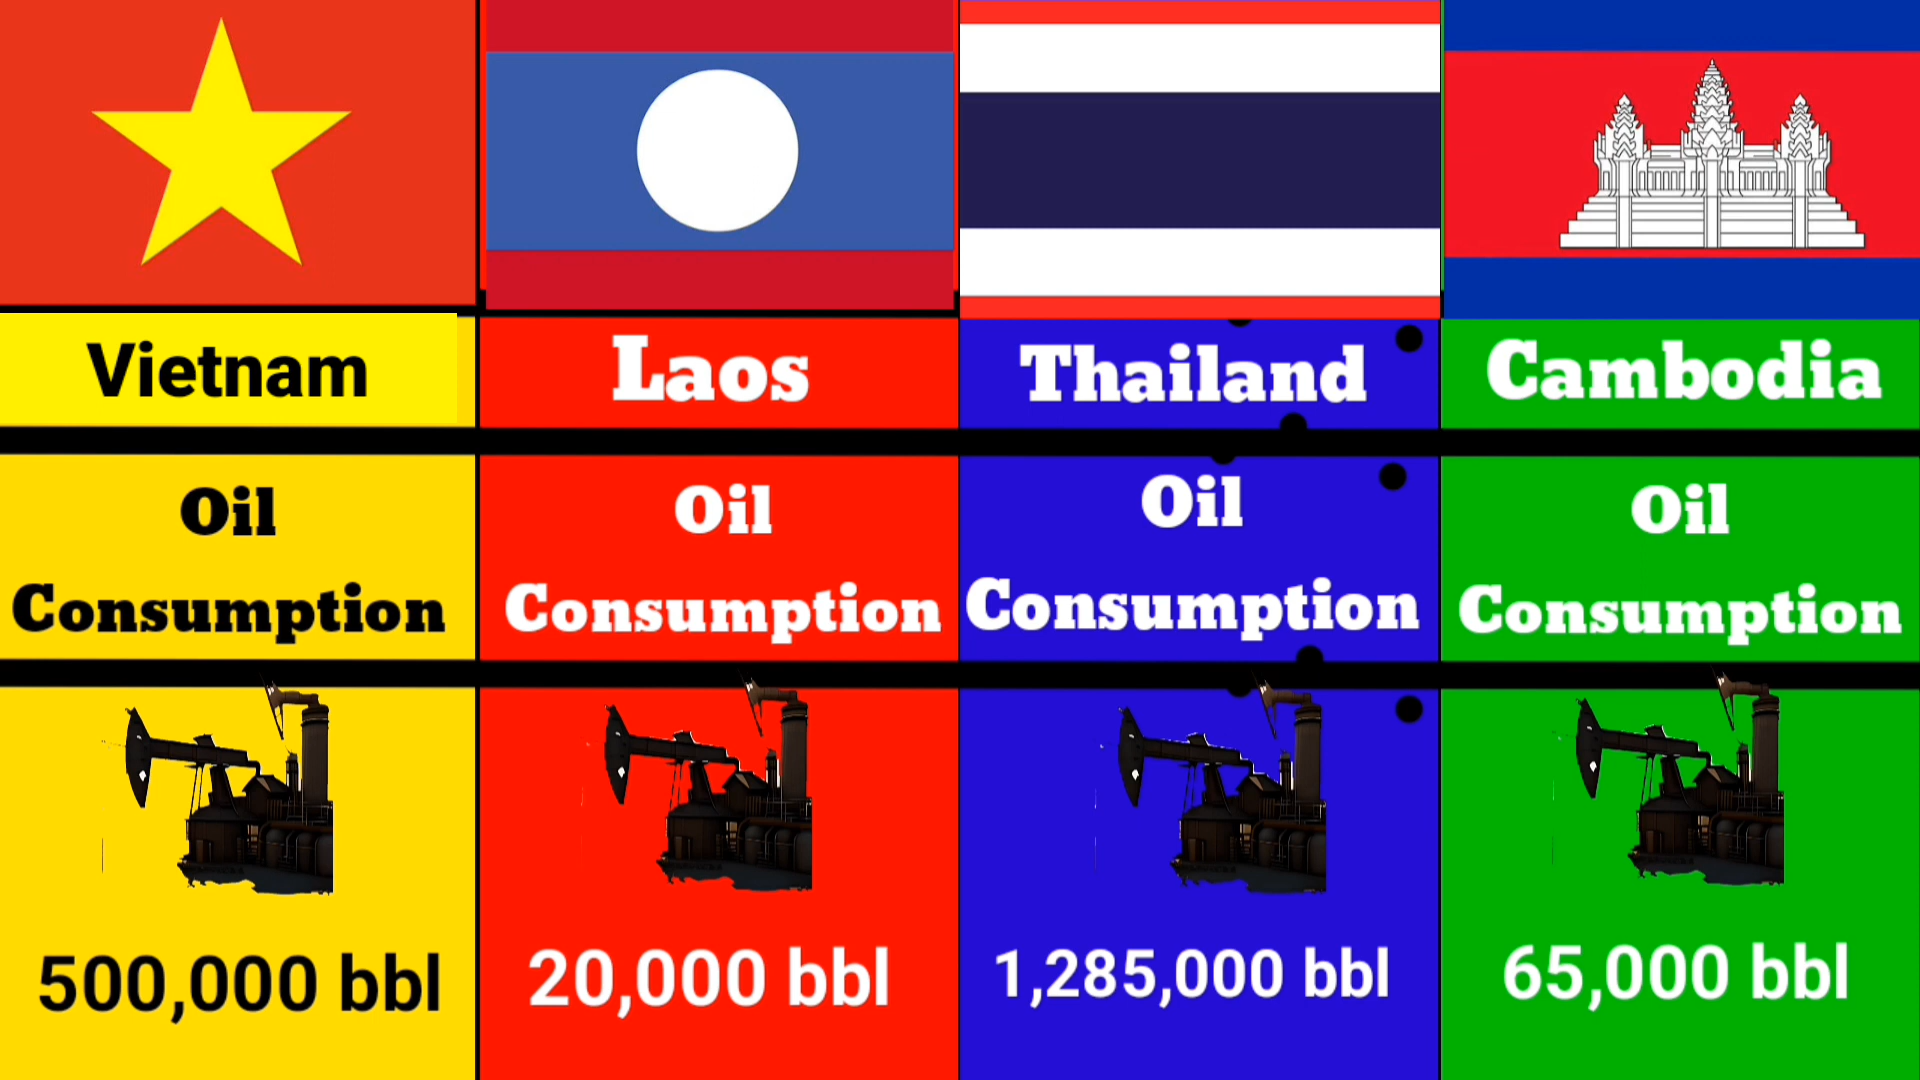 Vietnam
Laos
Thailand
Cambodia
Oil
Consumption
Oil
Consumption
Oil
Consumption
Oil
Consumption
500,000 bbl
20,000 bbl
1,285,000 bbl
65,000 bbl